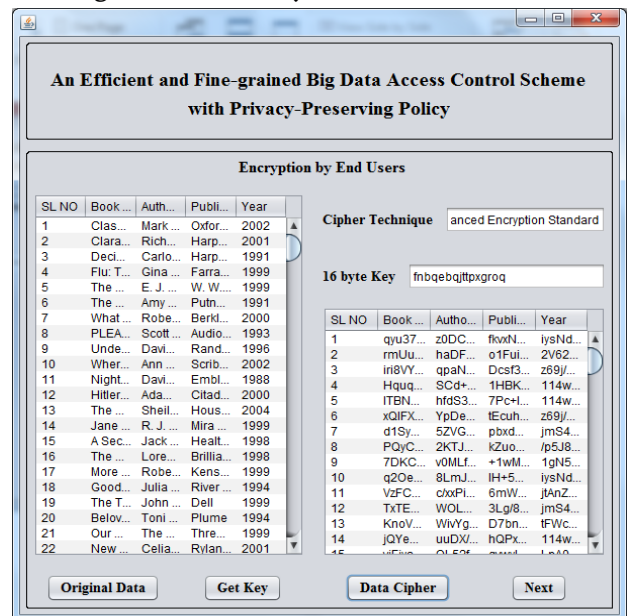 An Efficient and Fine-grained Big Data Access Control Scheme
with Privacy-Preserving Policy
Encryption by End Users
SL NO Book ... Auth... Publi... Year
1 Clas... Mark ... Oxfor... 2002
2 Clara... Rich... Harp... 2001
3 Deci... Carlo... Harp... 1991
4 Flu: T... Gina ... Farra... 1999
5 The ... E. J. ... W. W.... 1999
6 The ... Amy ... Putn... 1991
7 What ... Robe... Berkl... 2000
8 PLEA... Scott ... Audio... 1993
9 Unde... Davi... Rand... 1996
10 Wher... Ann ... Scrib... 2002
11 Night... Davi... Embl... 1988
12 Hitler... Ada... Citad... 2000
13 The ... Sheil... Hous... 2004
14 Jane ... R. J. ... Mira ... 1999
15 A Sec... Jack ... Healt... 1998
16 The ... Lore... Brillia... 1998
17 More ... Robe... Kens... 1999
18 Good... Julia ... River ... 1994
19 The T... John ... Dell 1999
20 Belov... Toni ... Plume 1994
21 Our ... The ... Thre... 1999
22 New ... Celia... Rylan... 2001
Cipher Technique anced Encryption Standard
16 byte Key fnbqebqjttpxgroq
SL NO Book ... Autho... Publi... Year
1 qyu37... z0DC... fkvxN... iysNd...
2 rmUu... haDF... o1Fui... 2V62...
3 iri8VY... qpaN... Dcsf3... z69j/...
4 Hquq... SCd+... 1HBK... 114w...
5 ITBN... hfdS3... 7Pc+l... 114w...
6 xQIFX... YpDe... tEcuh... z69j/...
7 d1Sy... 5ZVG... pbxd... jmS4...
8 PQyC... 2KTJ... kZuo... /p5J8...
9 7DKC... v0MLf... +1wM... 1gN5...
10 q2Oe... 8LmJ... IH+5... iysNd...
11 VzFC... c/xxPi... 6mW... jtAnZ...
12 TxTE... WOL... 3Lg/8... jmS4...
13 KnoV... WivYg... D7bn... tFWc...
14 jQYe... uuDX/... hQPx... 114w...
15
Original Data Get Key Data Cipher Next